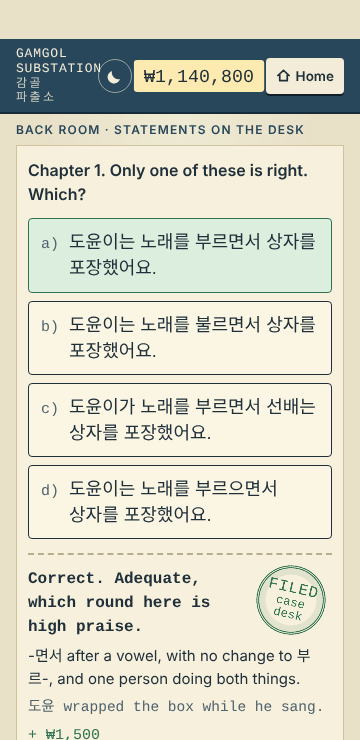 GAMGOL
SUBSTATION
감골
파출소
₩1,140,800
Home
BACK ROOM · STATEMENTS ON THE DESK
Chapter 1. Only one of these is right.
Which?
a) 도윤이는 노래를 부르면서 상자를
포장했어요.
b) 도윤이는 노래를 불르면서 상자를
포장했어요.
c) 도윤이가 노래를 부르면서 선배는
상자를 포장했어요.
d) 도윤이는 노래를 부르으면서
상자를 포장했어요.
Correct. Adequate,
which round here is
high praise.
FILED
case
desk
-면서 after a vowel, with no change to 부
르-, and one person doing both things.
도윤 wrapped the box while he sang.
+ ₩1,500